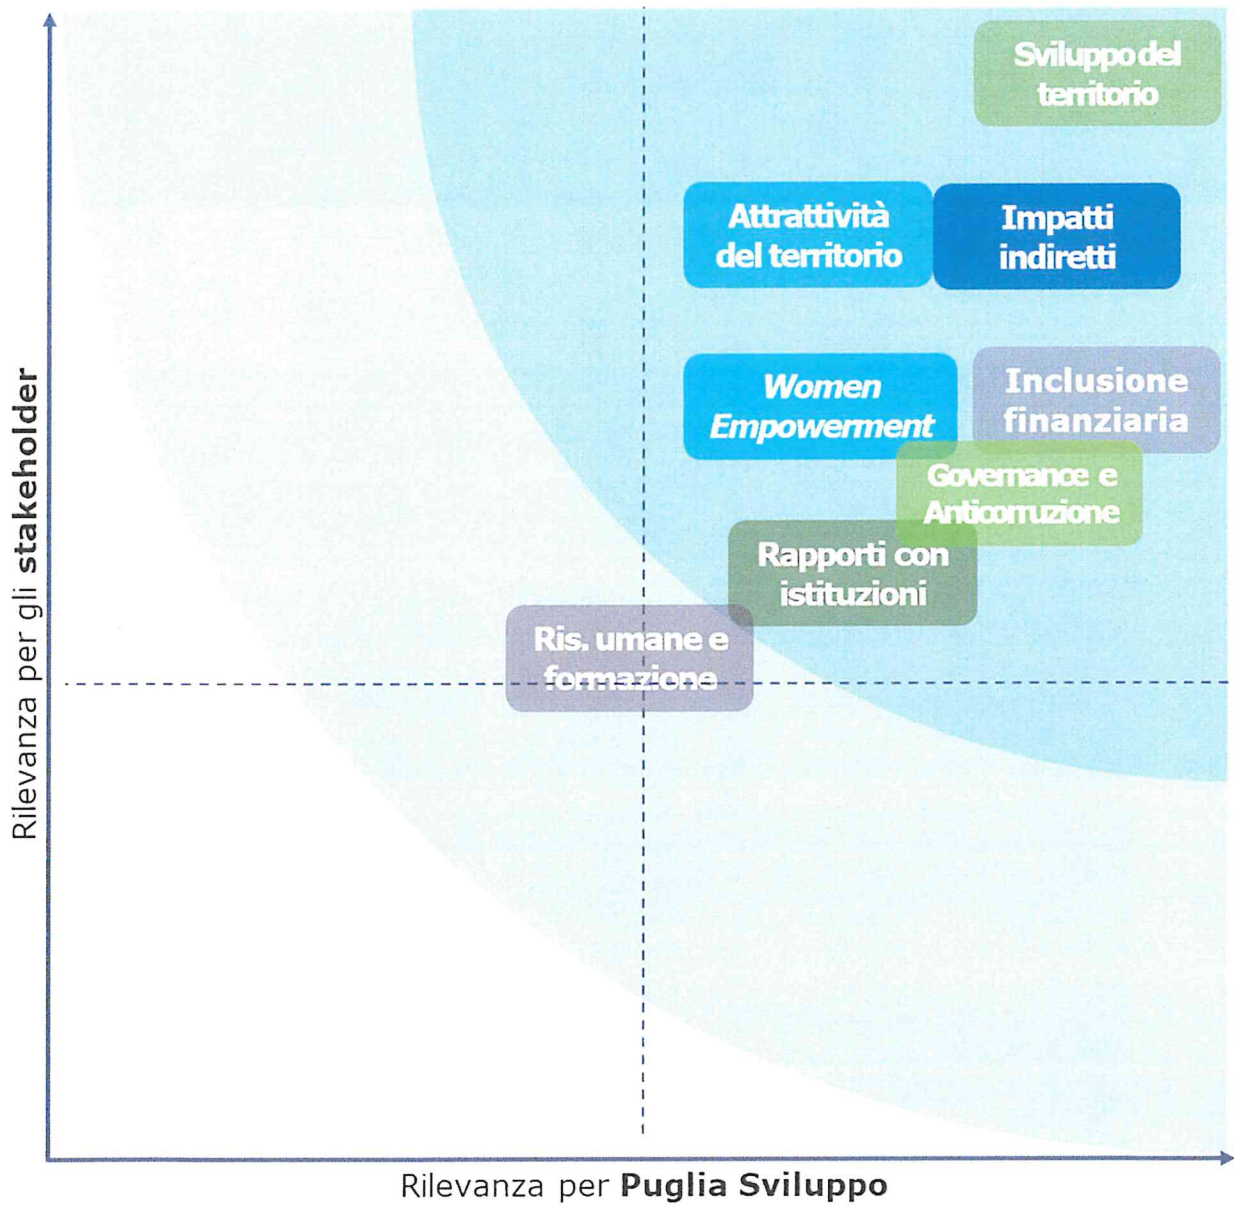 Sviluppo del
territorio
Attrattività
del territorio
Impatti
indiretti
Women
Empowerment
Inclusione
finanziaria
Governance e
Anticorruzione
Rapporti con
istituzioni
Ris. umane e
formazione
Rilevanza per gli stakeholder
Rilevanza per Puglia Sviluppo